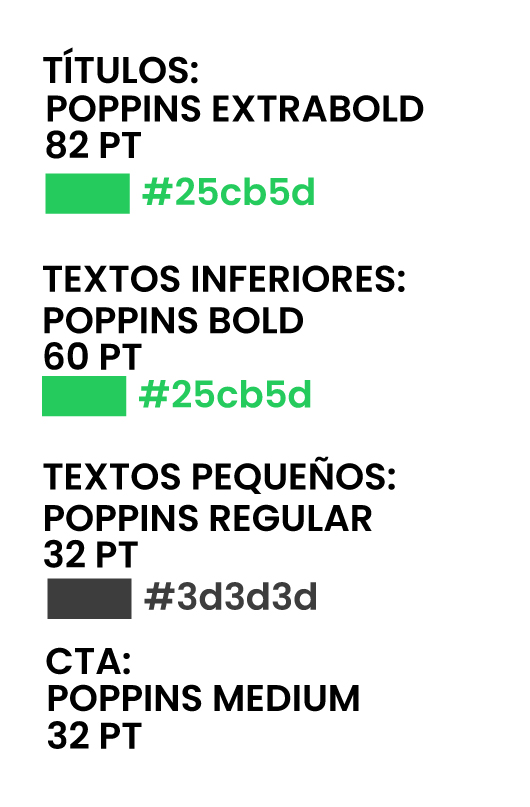 TÍTULOS:
POPPINS EXTRABOLD
82 PT
#25cb5d
TEXTOS INFERIORES:
POPPINS BOLD
60 PT
#25cb5d
TEXTOS PEQUEÑOS:
POPPINS REGULAR
32 PT
#3d3d3d
CTA:
POPPINS MEDIUM
32 PT